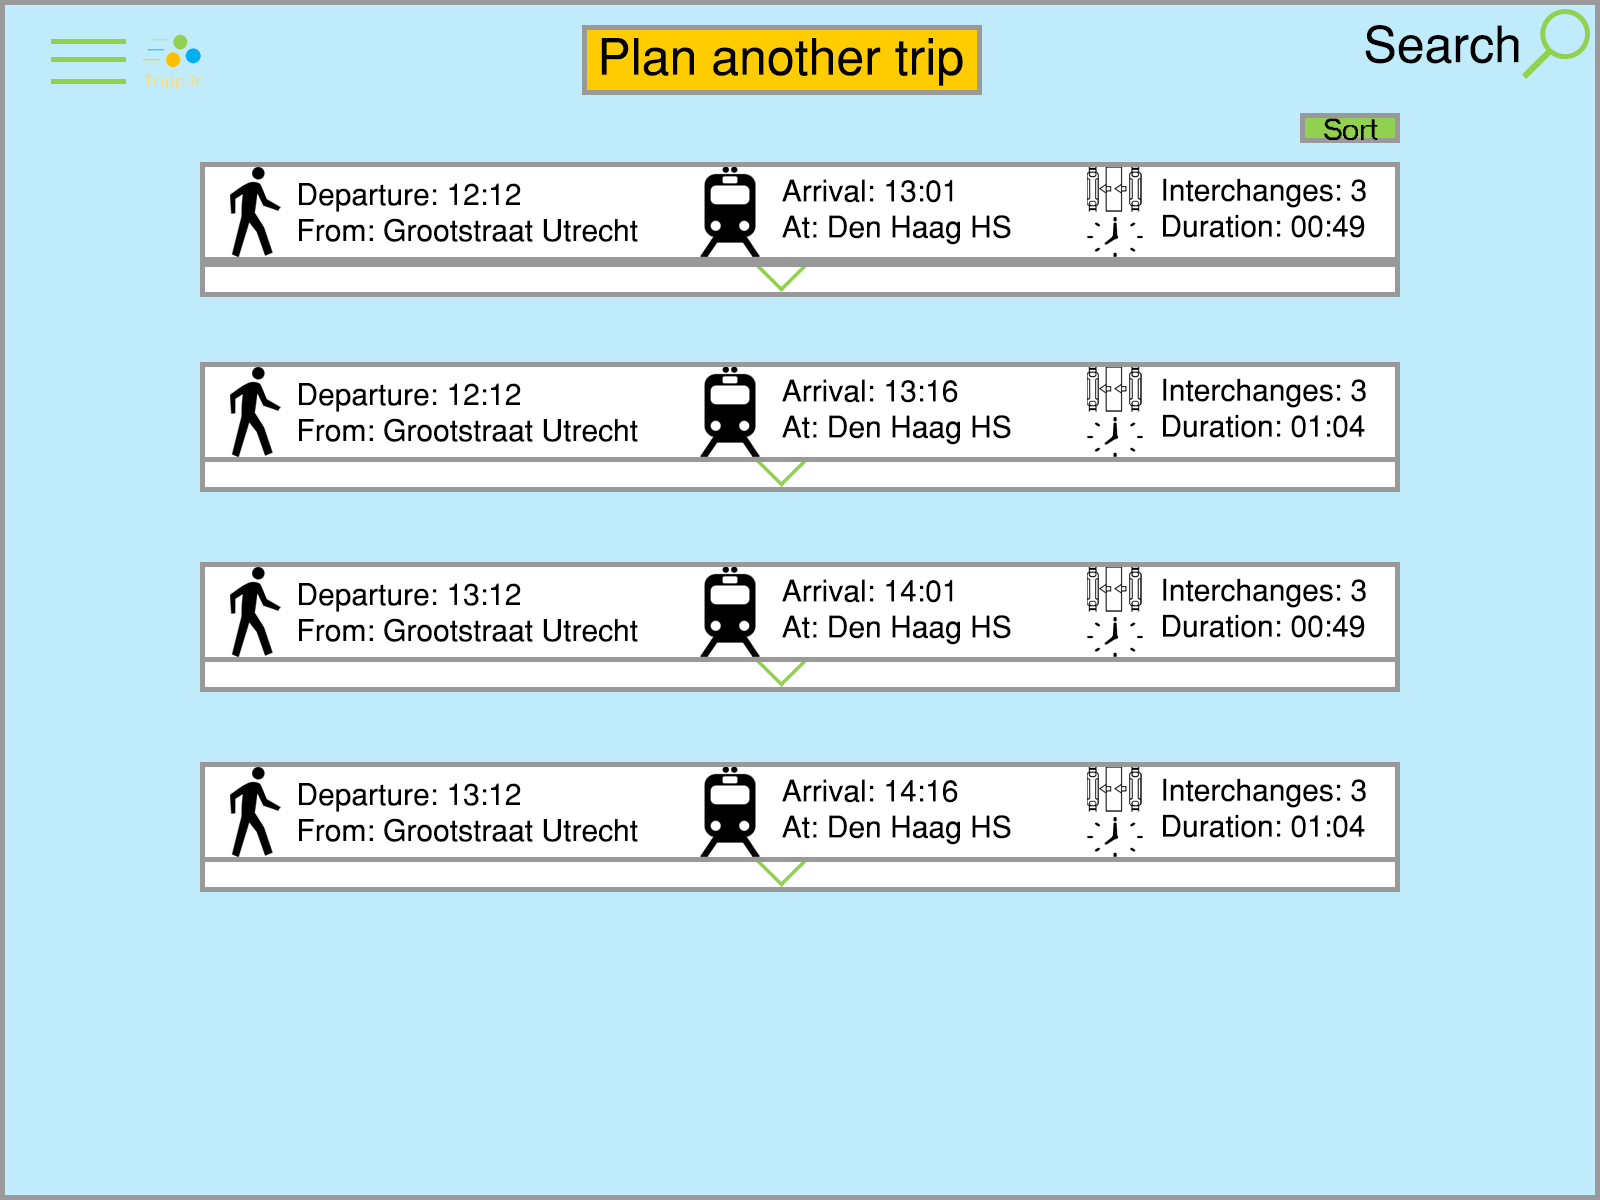 Tripp3r
Plan another trip
Search
Sort
Departure: 12:12
From: Grootstraat Utrecht
Arrival: 13:01
At: Den Haag HS
Interchanges: 3
Duration: 00:49
Departure: 12:12
From: Grootstraat Utrecht
Arrival: 13:16
At: Den Haag HS
Interchanges: 3
Duration: 01:04
Departure: 13:12
From: Grootstraat Utrecht
Arrival: 14:01
At: Den Haag HS
Interchanges: 3
Duration: 00:49
Departure: 13:12
From: Grootstraat Utrecht
Arrival: 14:16
At: Den Haag HS
Interchanges: 3
Duration: 01:04